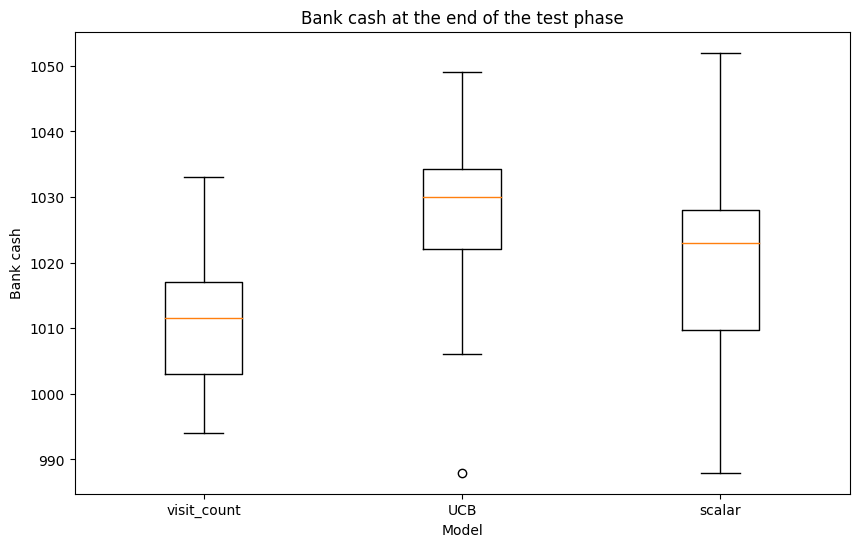 Bank cash at the end of the test phase
Bank cash
1050
1040
1030
1020
1010
1000
990
visit_count
UCB
scalar
Model